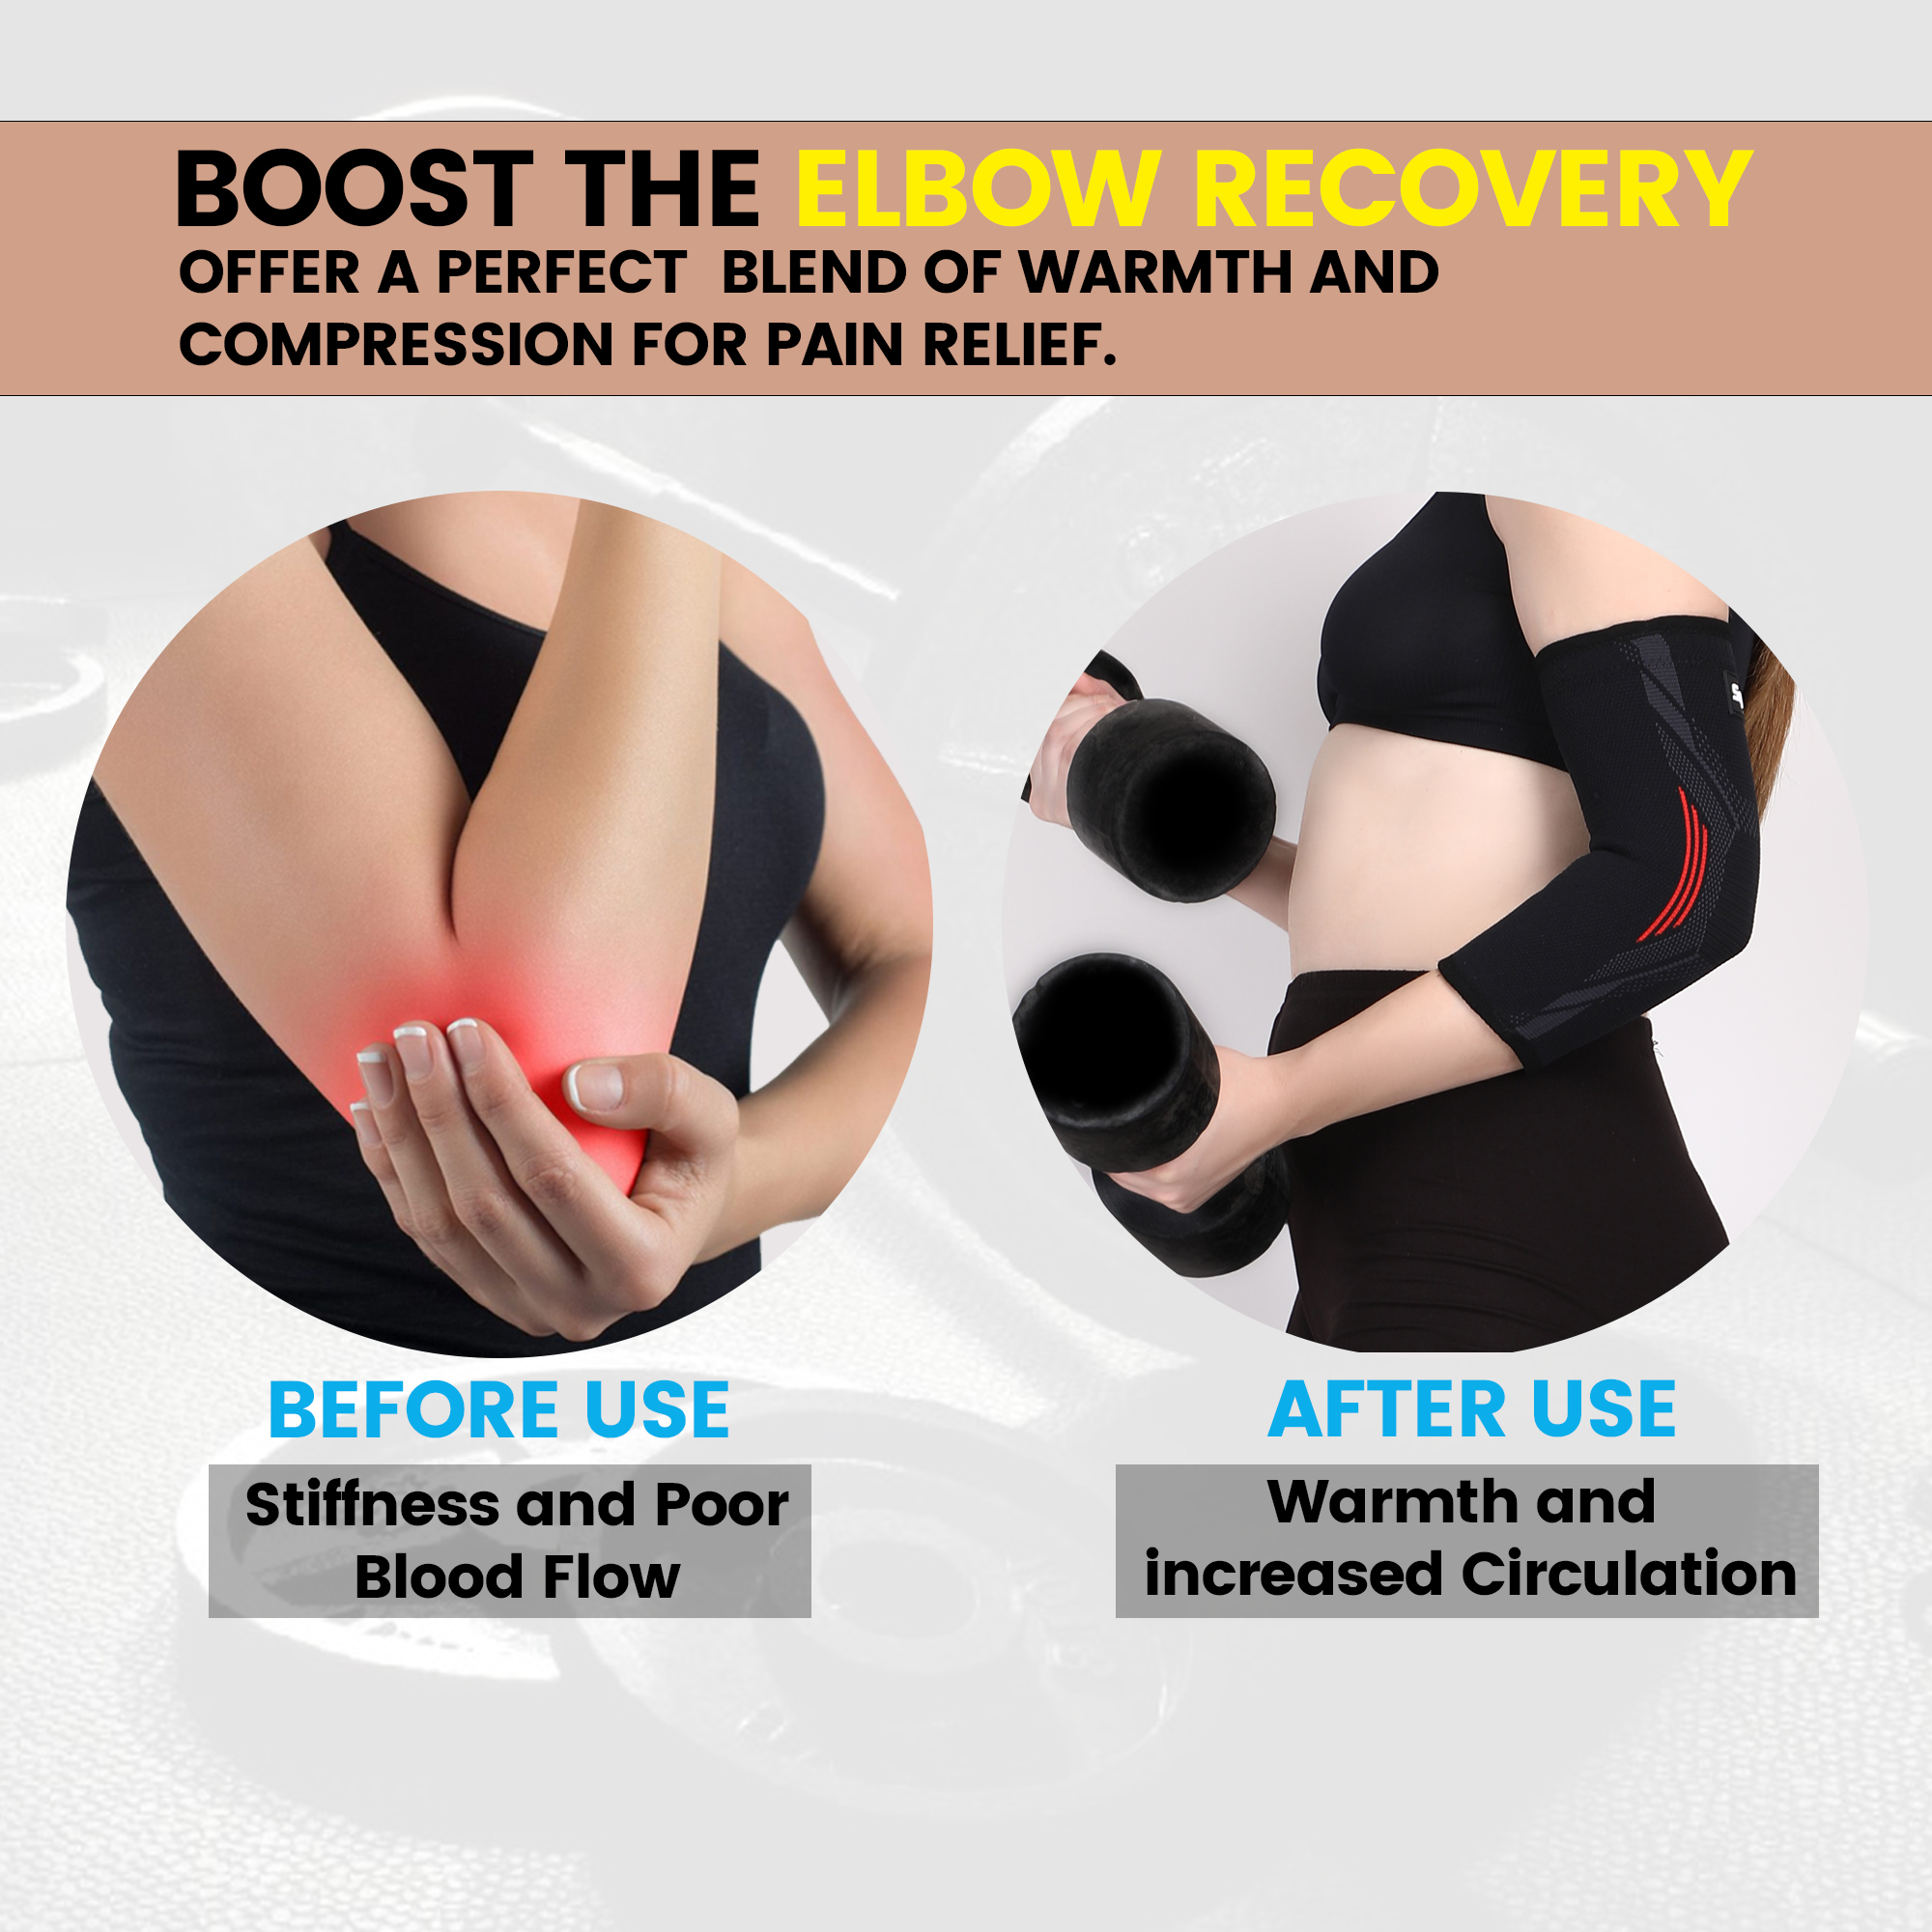 BOOST THE ELBOW RECOVERY
OFFER A PERFECT BLEND OF WARMTH AND
COMPRESSION FOR PAIN RELIEF.
BEFORE USE
Stiffness and Poor
Blood Flow
AFTER USE
Warmth and
increased Circulation